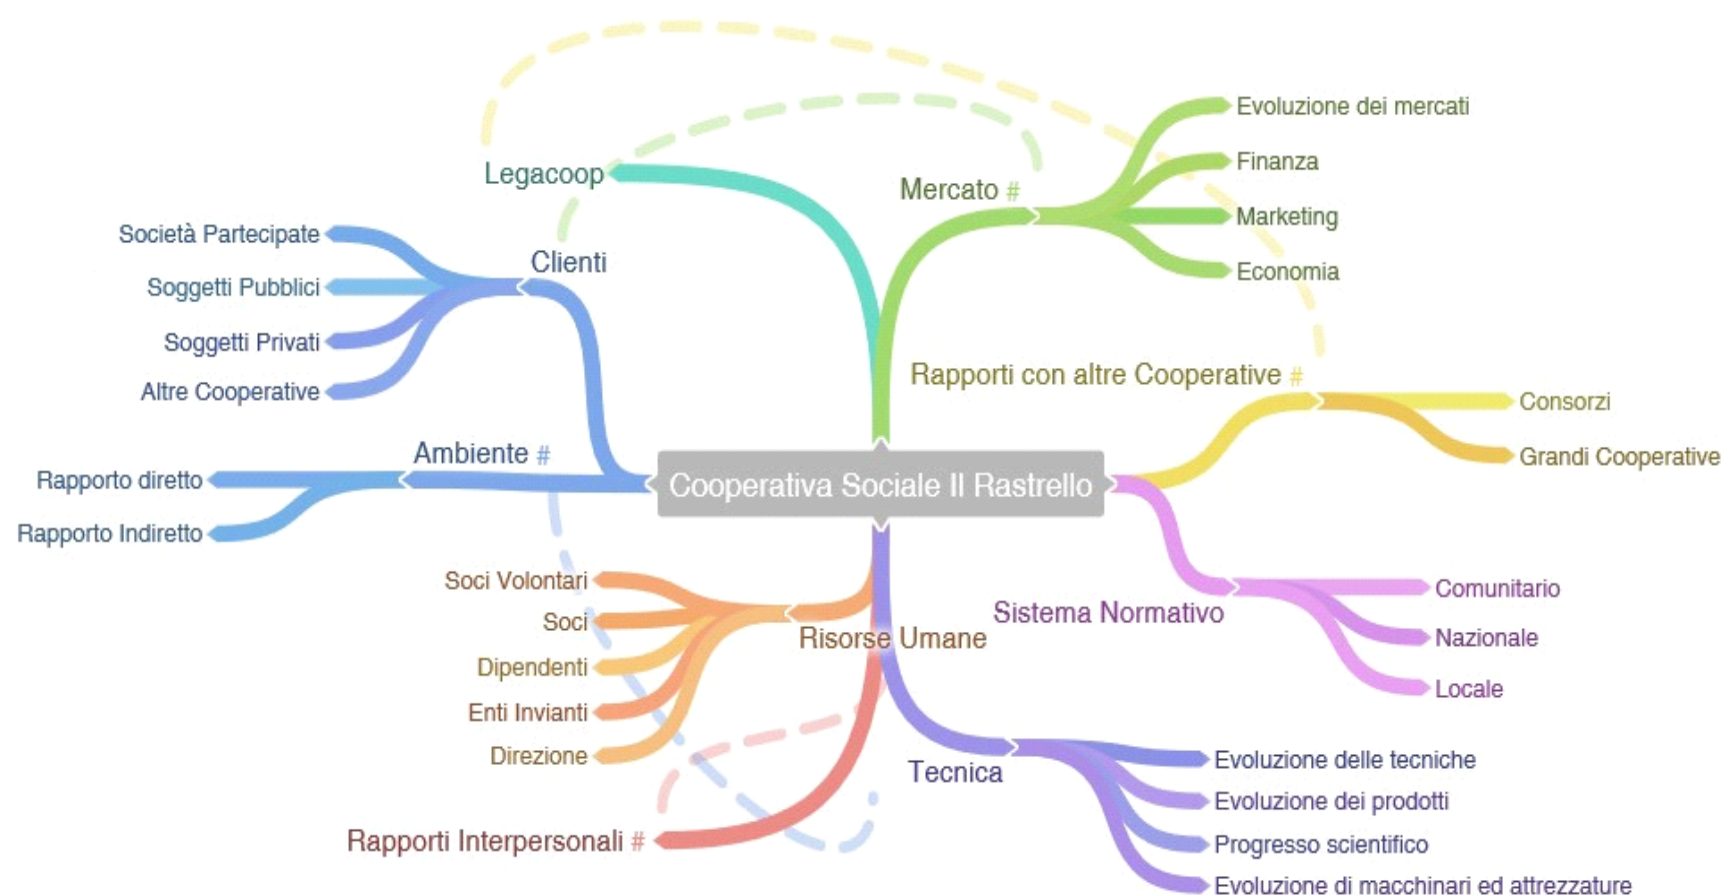 Cooperativa Sociale Il Rastrello
Legacoop
Clienti
Società Partecipate
Soggetti Pubblici
Soggetti Privati
Altre Cooperative
Ambiente #
Rapporto diretto
Rapporto Indiretto
Risorse Umane
Soci Volontari
Soci
Dipendenti
Enti Invianti
Direzione
Rapporti Interpersonali #
Mercato #
Evoluzione dei mercati
Finanza
Marketing
Economia
Rapporti con altre Cooperative #
Consorzi
Grandi Cooperative
Sistema Normativo
Comunitario
Nazionale
Locale
Tecnica
Evoluzione delle tecniche
Evoluzione dei prodotti
Progresso scientifico
Evoluzione di macchinari ed attrezzature